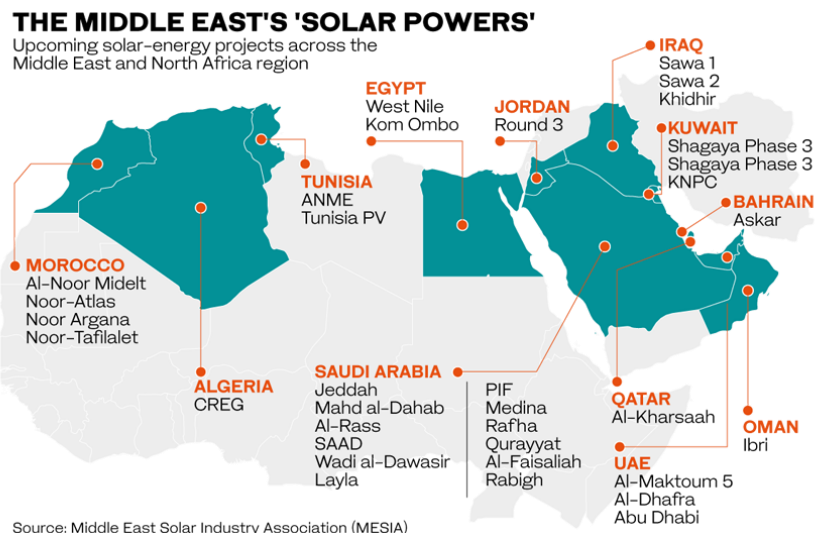 THE MIDDLE EAST'S 'SOLAR POWERS'
Upcoming solar-energy projects across the
Middle East and North Africa region
IRAQ
Sawa 1
Sawa 2
Khidhir
EGYPT
West Nile
Kom Ombo
JORDAN
Round 3
KUWAIT
Shagaya Phase 3
Shagaya Phase 3
KNPC
TUNISIA
ANME
Tunisia PV
BAHRAIN
Askar
MOROCCO
Al-Noor Midelt
Noor-Atlas
Noor Argana
Noor-Tafilalet
ALGERIA
CREG
SAUDI ARABIA
Jeddah
Mahd al-Dahab
Al-Rass
SAAD
Wadi al-Dawasir
Layla
PIF
Medina
Rafha
Qurayyat
Al-Faisaliah
Rabigh
QATAR
Al-Kharsaah
OMAN
Ibri
UAE
Al-Maktoum 5
Al-Dhafra
Abu Dhabi
Source: Middle East Solar Industry Association (MESIA)